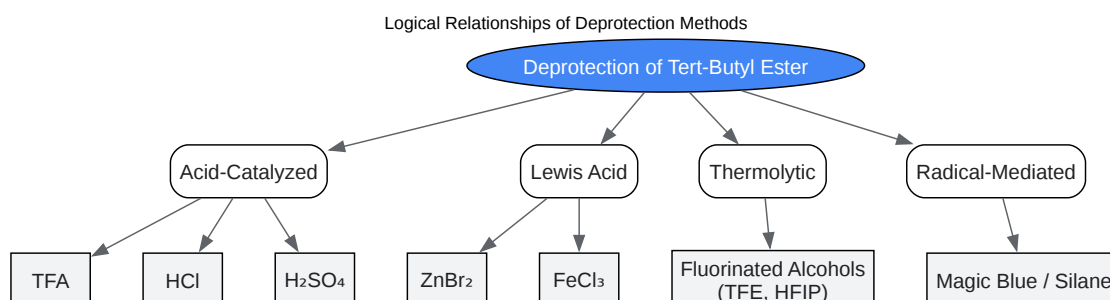 Logical Relationships of Deprotection Methods
Deprotection of Tert-Butyl Ester
Acid-Catalyzed
Lewis Acid
Thermolytic
Radical-Mediated
TFA
HCl
H₂SO₄
ZnBr₂
FeCl₃
Fluorinated Alcohols
(TFE, HFIP)
Magic Blue / Silane